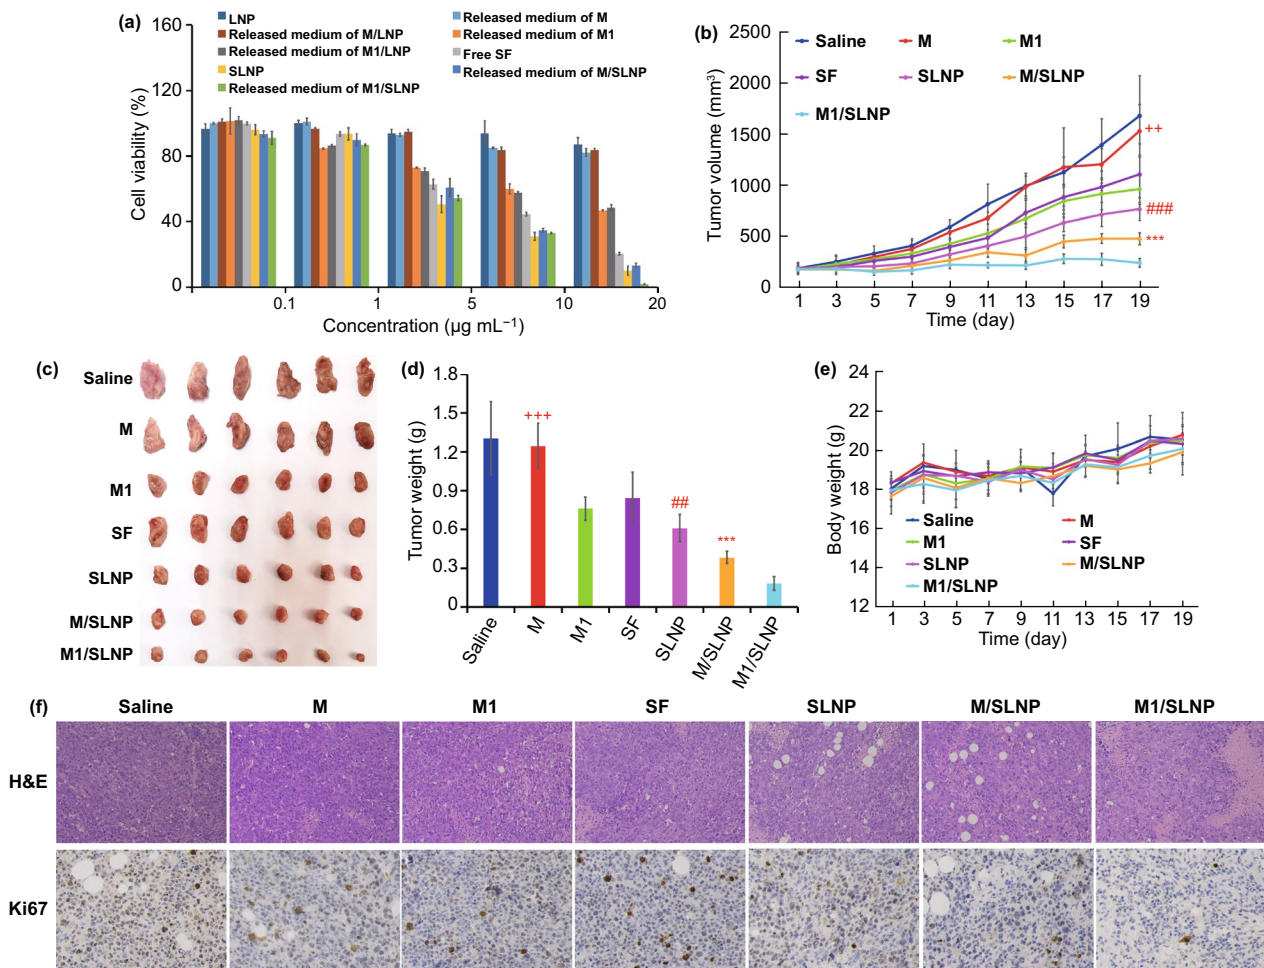 (a)
160
120
80
40
0
Cell viability (%)
LNP
Released medium of M
Released medium of M/LNP
Released medium of M1
Released medium of M1/LNP
Free SF
SLNP
Released medium of M/SLNP
Released medium of M1/SLNP
0.1 1 5 10 20
Concentration (µg mL⁻¹)
(b)
2500
2000
1500
1000
500
0
Tumor volume (mm³)
Saline M M1
SF SLNP M/SLNP
M1/SLNP
++
###
***
1 3 5 7 9 11 13 15 17 19
Time (day)
(c)
Saline
M
M1
SF
SLNP
M/SLNP
M1/SLNP
(d)
1.8
1.5
1.2
0.9
0.6
0.3
0
Tumor weight (g)
+++
##
***
Saline M M1 SF SLNP M/SLNP M1/SLNP
(e)
24
22
20
18
16
14
12
Body weight (g)
Saline M
M1 SF
SLNP M/SLNP
M1/SLNP
1 3 5 7 9 11 13 15 17 19
Time (day)
(f)
Saline M M1 SF SLNP M/SLNP M1/SLNP
H&E
Ki67